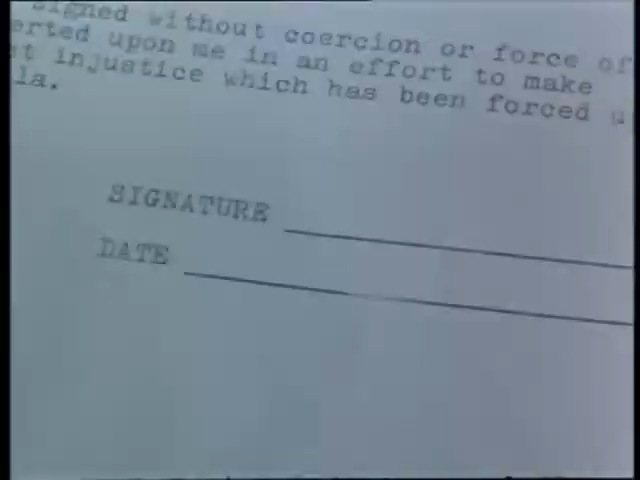 signed without coercion or force of
erted upon me in an effort to make
t injustice which has been forced u
la.
SIGNATURE
DATE